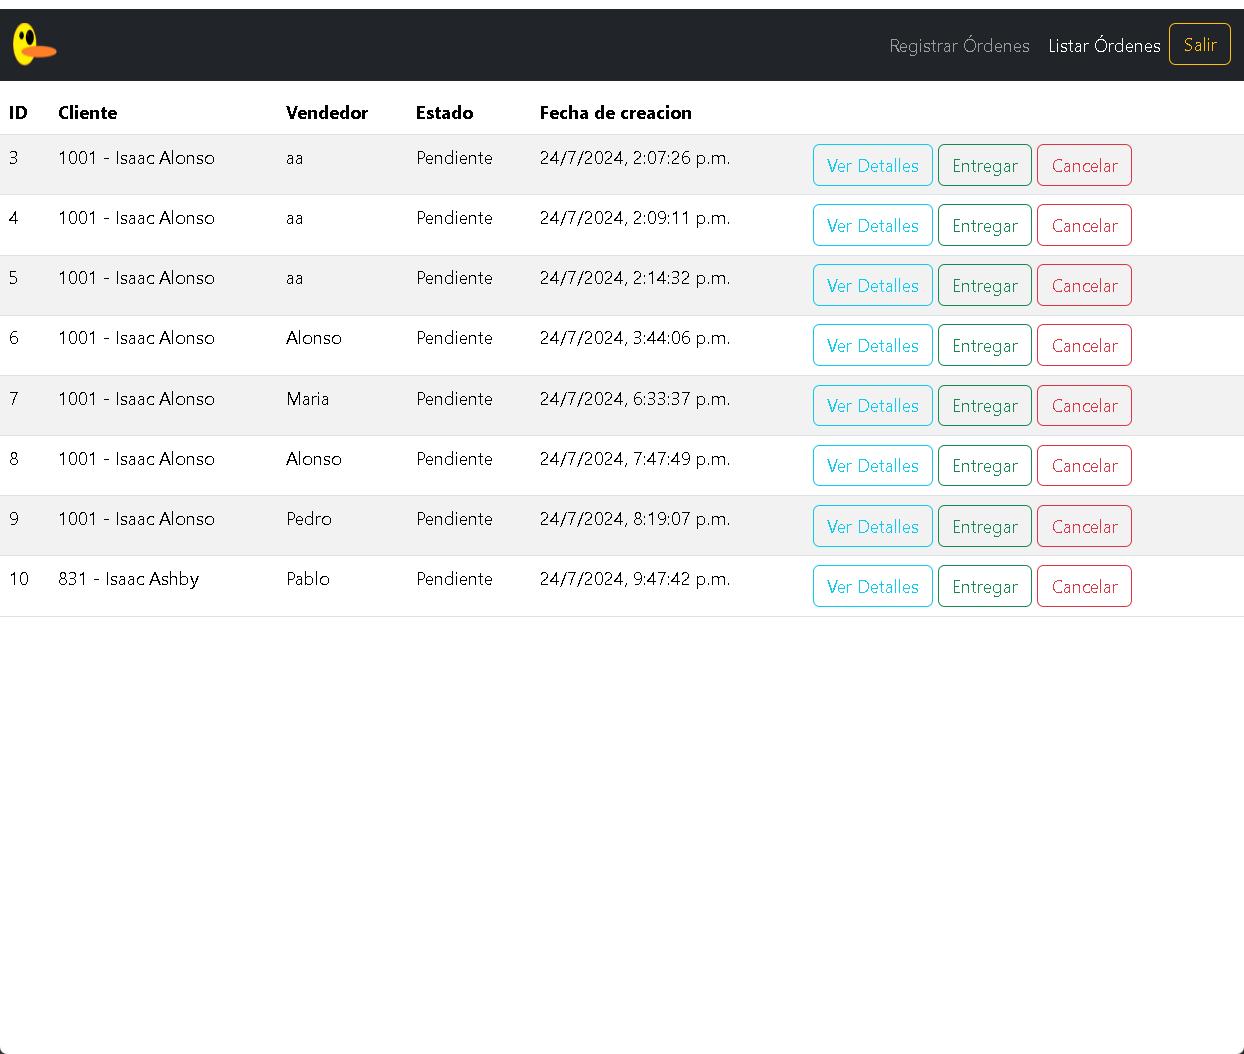 Registrar Órdenes Listar Órdenes Salir
ID Cliente Vendedor Estado Fecha de creacion
3 1001 - Isaac Alonso aa Pendiente 24/7/2024, 2:07:26 p.m. Ver Detalles Entregar Cancelar
4 1001 - Isaac Alonso aa Pendiente 24/7/2024, 2:09:11 p.m. Ver Detalles Entregar Cancelar
5 1001 - Isaac Alonso aa Pendiente 24/7/2024, 2:14:32 p.m. Ver Detalles Entregar Cancelar
6 1001 - Isaac Alonso Alonso Pendiente 24/7/2024, 3:44:06 p.m. Ver Detalles Entregar Cancelar
7 1001 - Isaac Alonso Maria Pendiente 24/7/2024, 6:33:37 p.m. Ver Detalles Entregar Cancelar
8 1001 - Isaac Alonso Alonso Pendiente 24/7/2024, 7:47:49 p.m. Ver Detalles Entregar Cancelar
9 1001 - Isaac Alonso Pedro Pendiente 24/7/2024, 8:19:07 p.m. Ver Detalles Entregar Cancelar
10 831 - Isaac Ashby Pablo Pendiente 24/7/2024, 9:47:42 p.m. Ver Detalles Entregar Cancelar